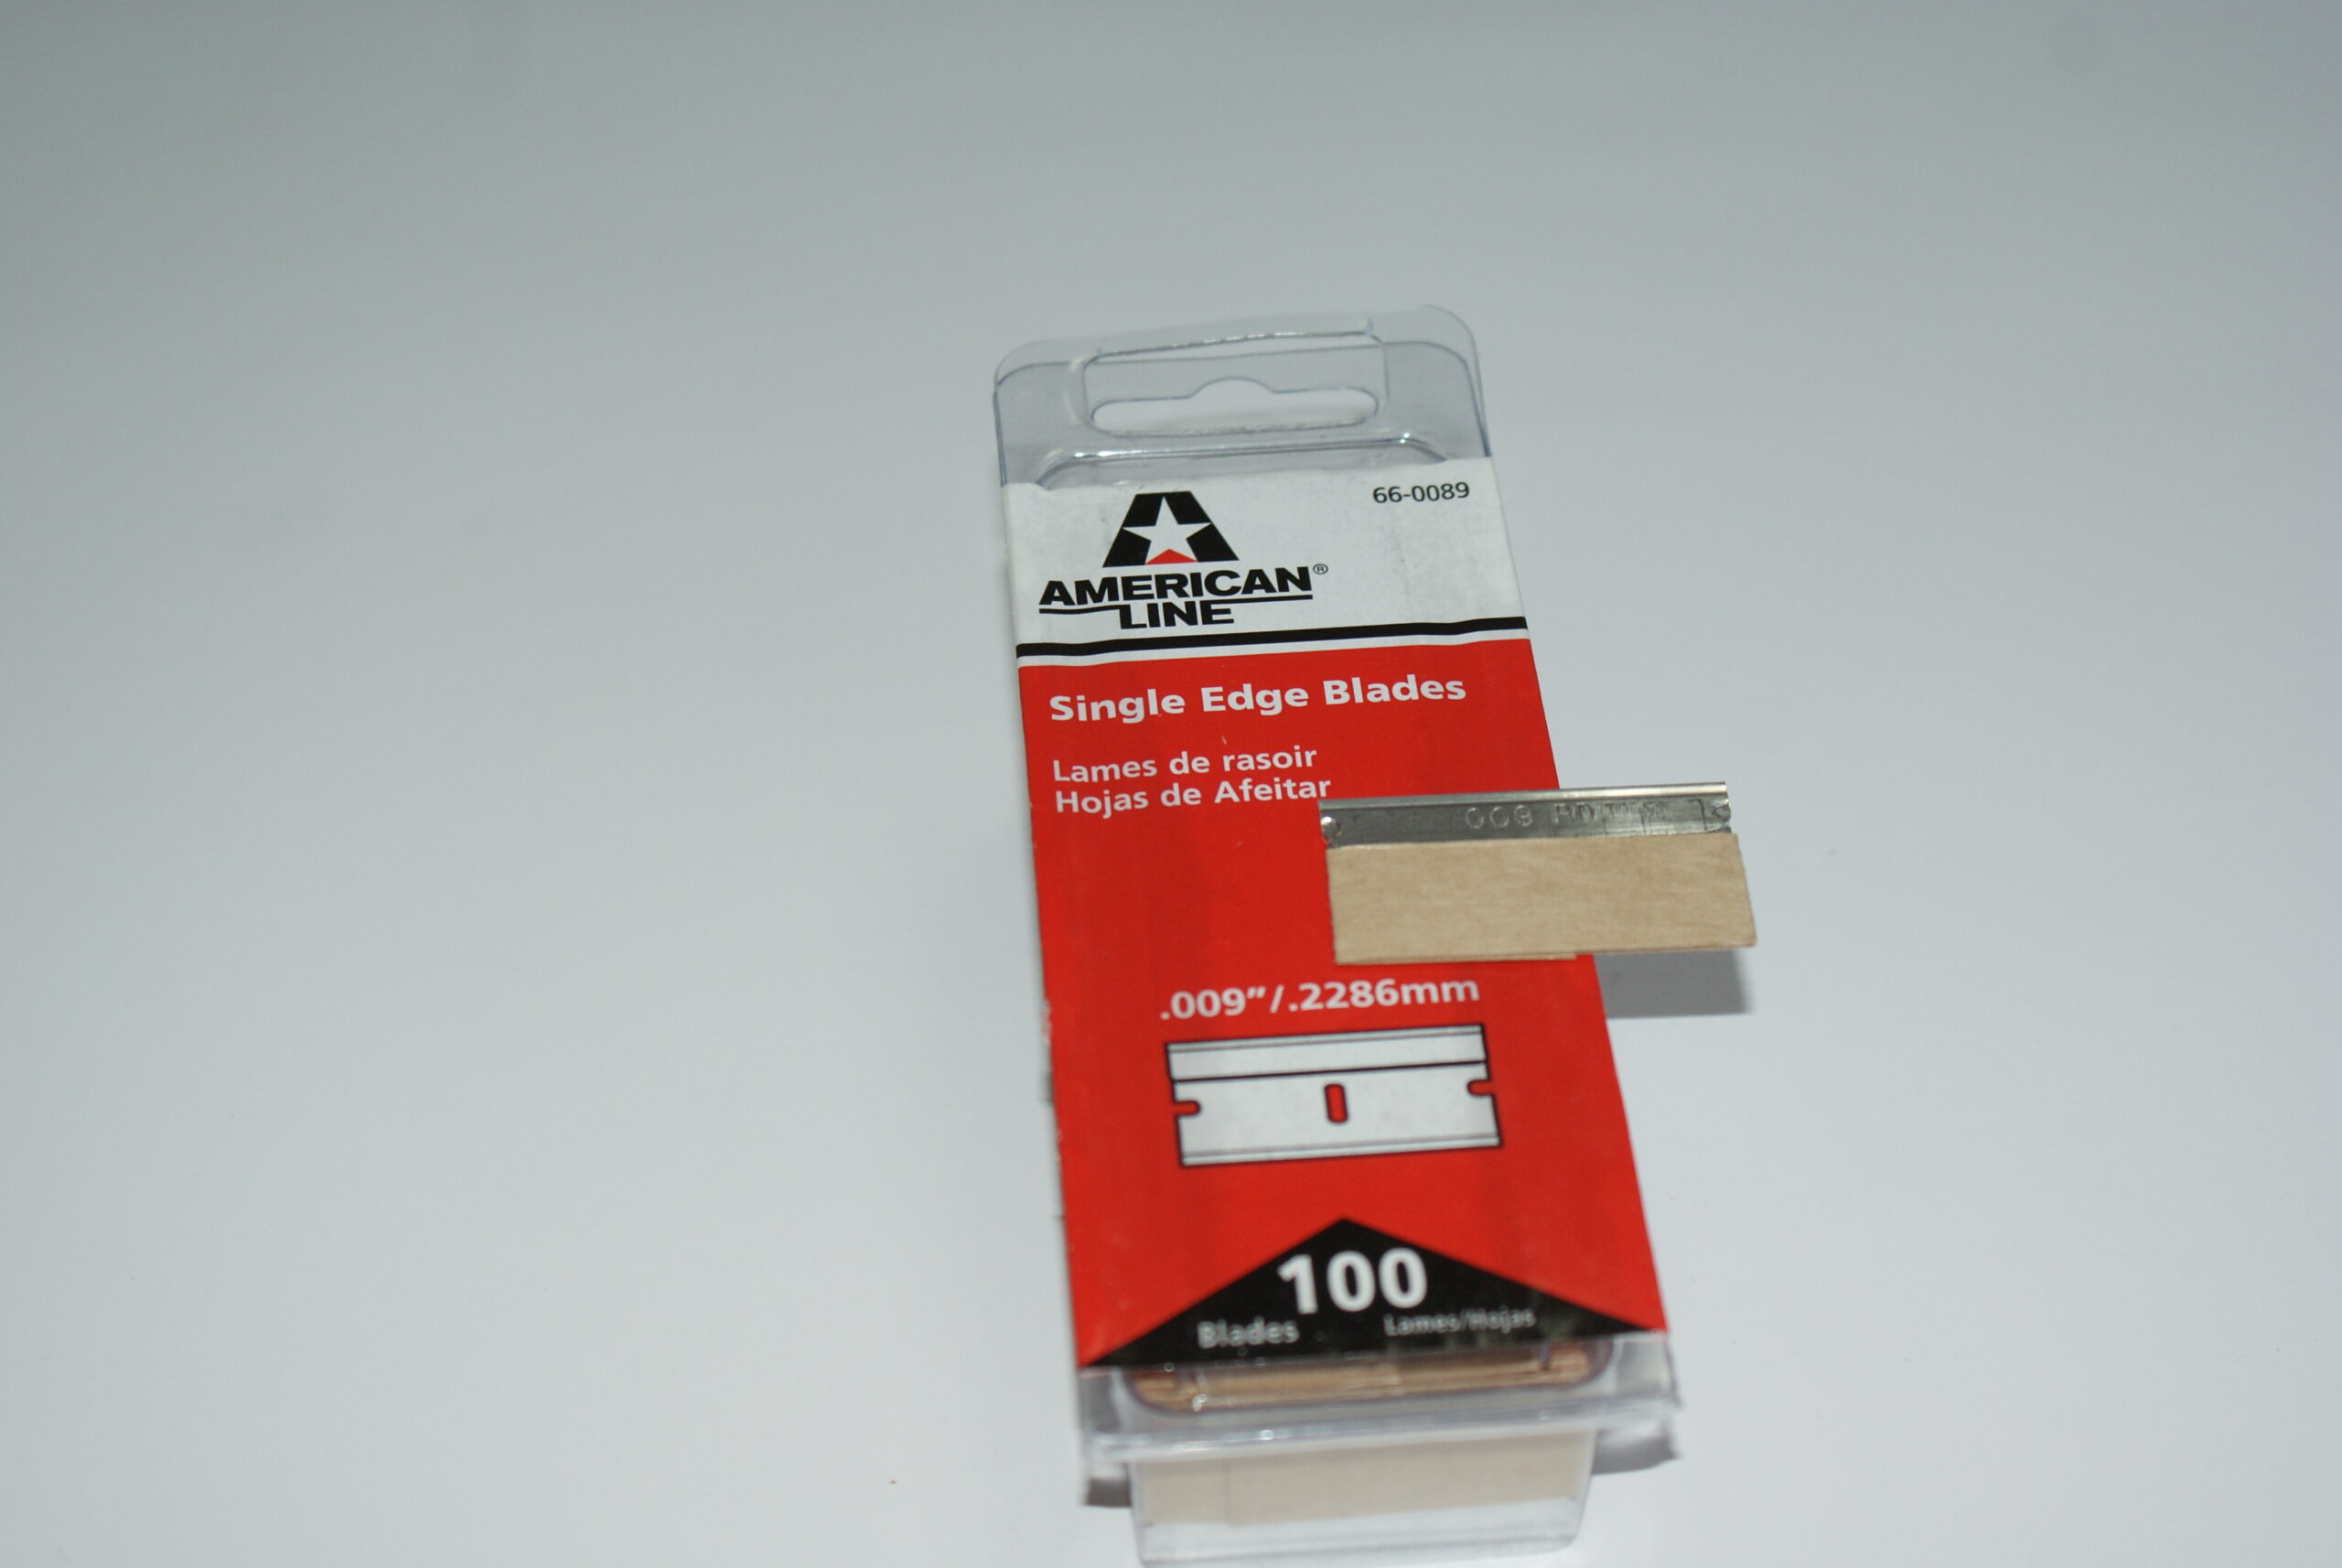 66-0089
AMERICAN®
LINE
Single Edge Blades
Lames de rasoir
Hojas de Afeitar
009
.009”/.2286mm
100
Blades
Lames/Hojas